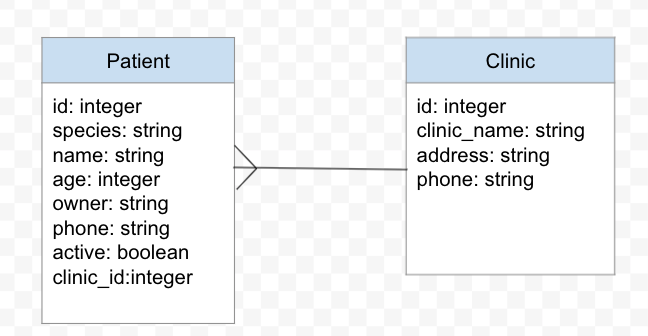 Patient
id: integer
species: string
name: string
age: integer
owner: string
phone: string
active: boolean
clinic_id:integer
Clinic
id: integer
clinic_name: string
address: string
phone: string